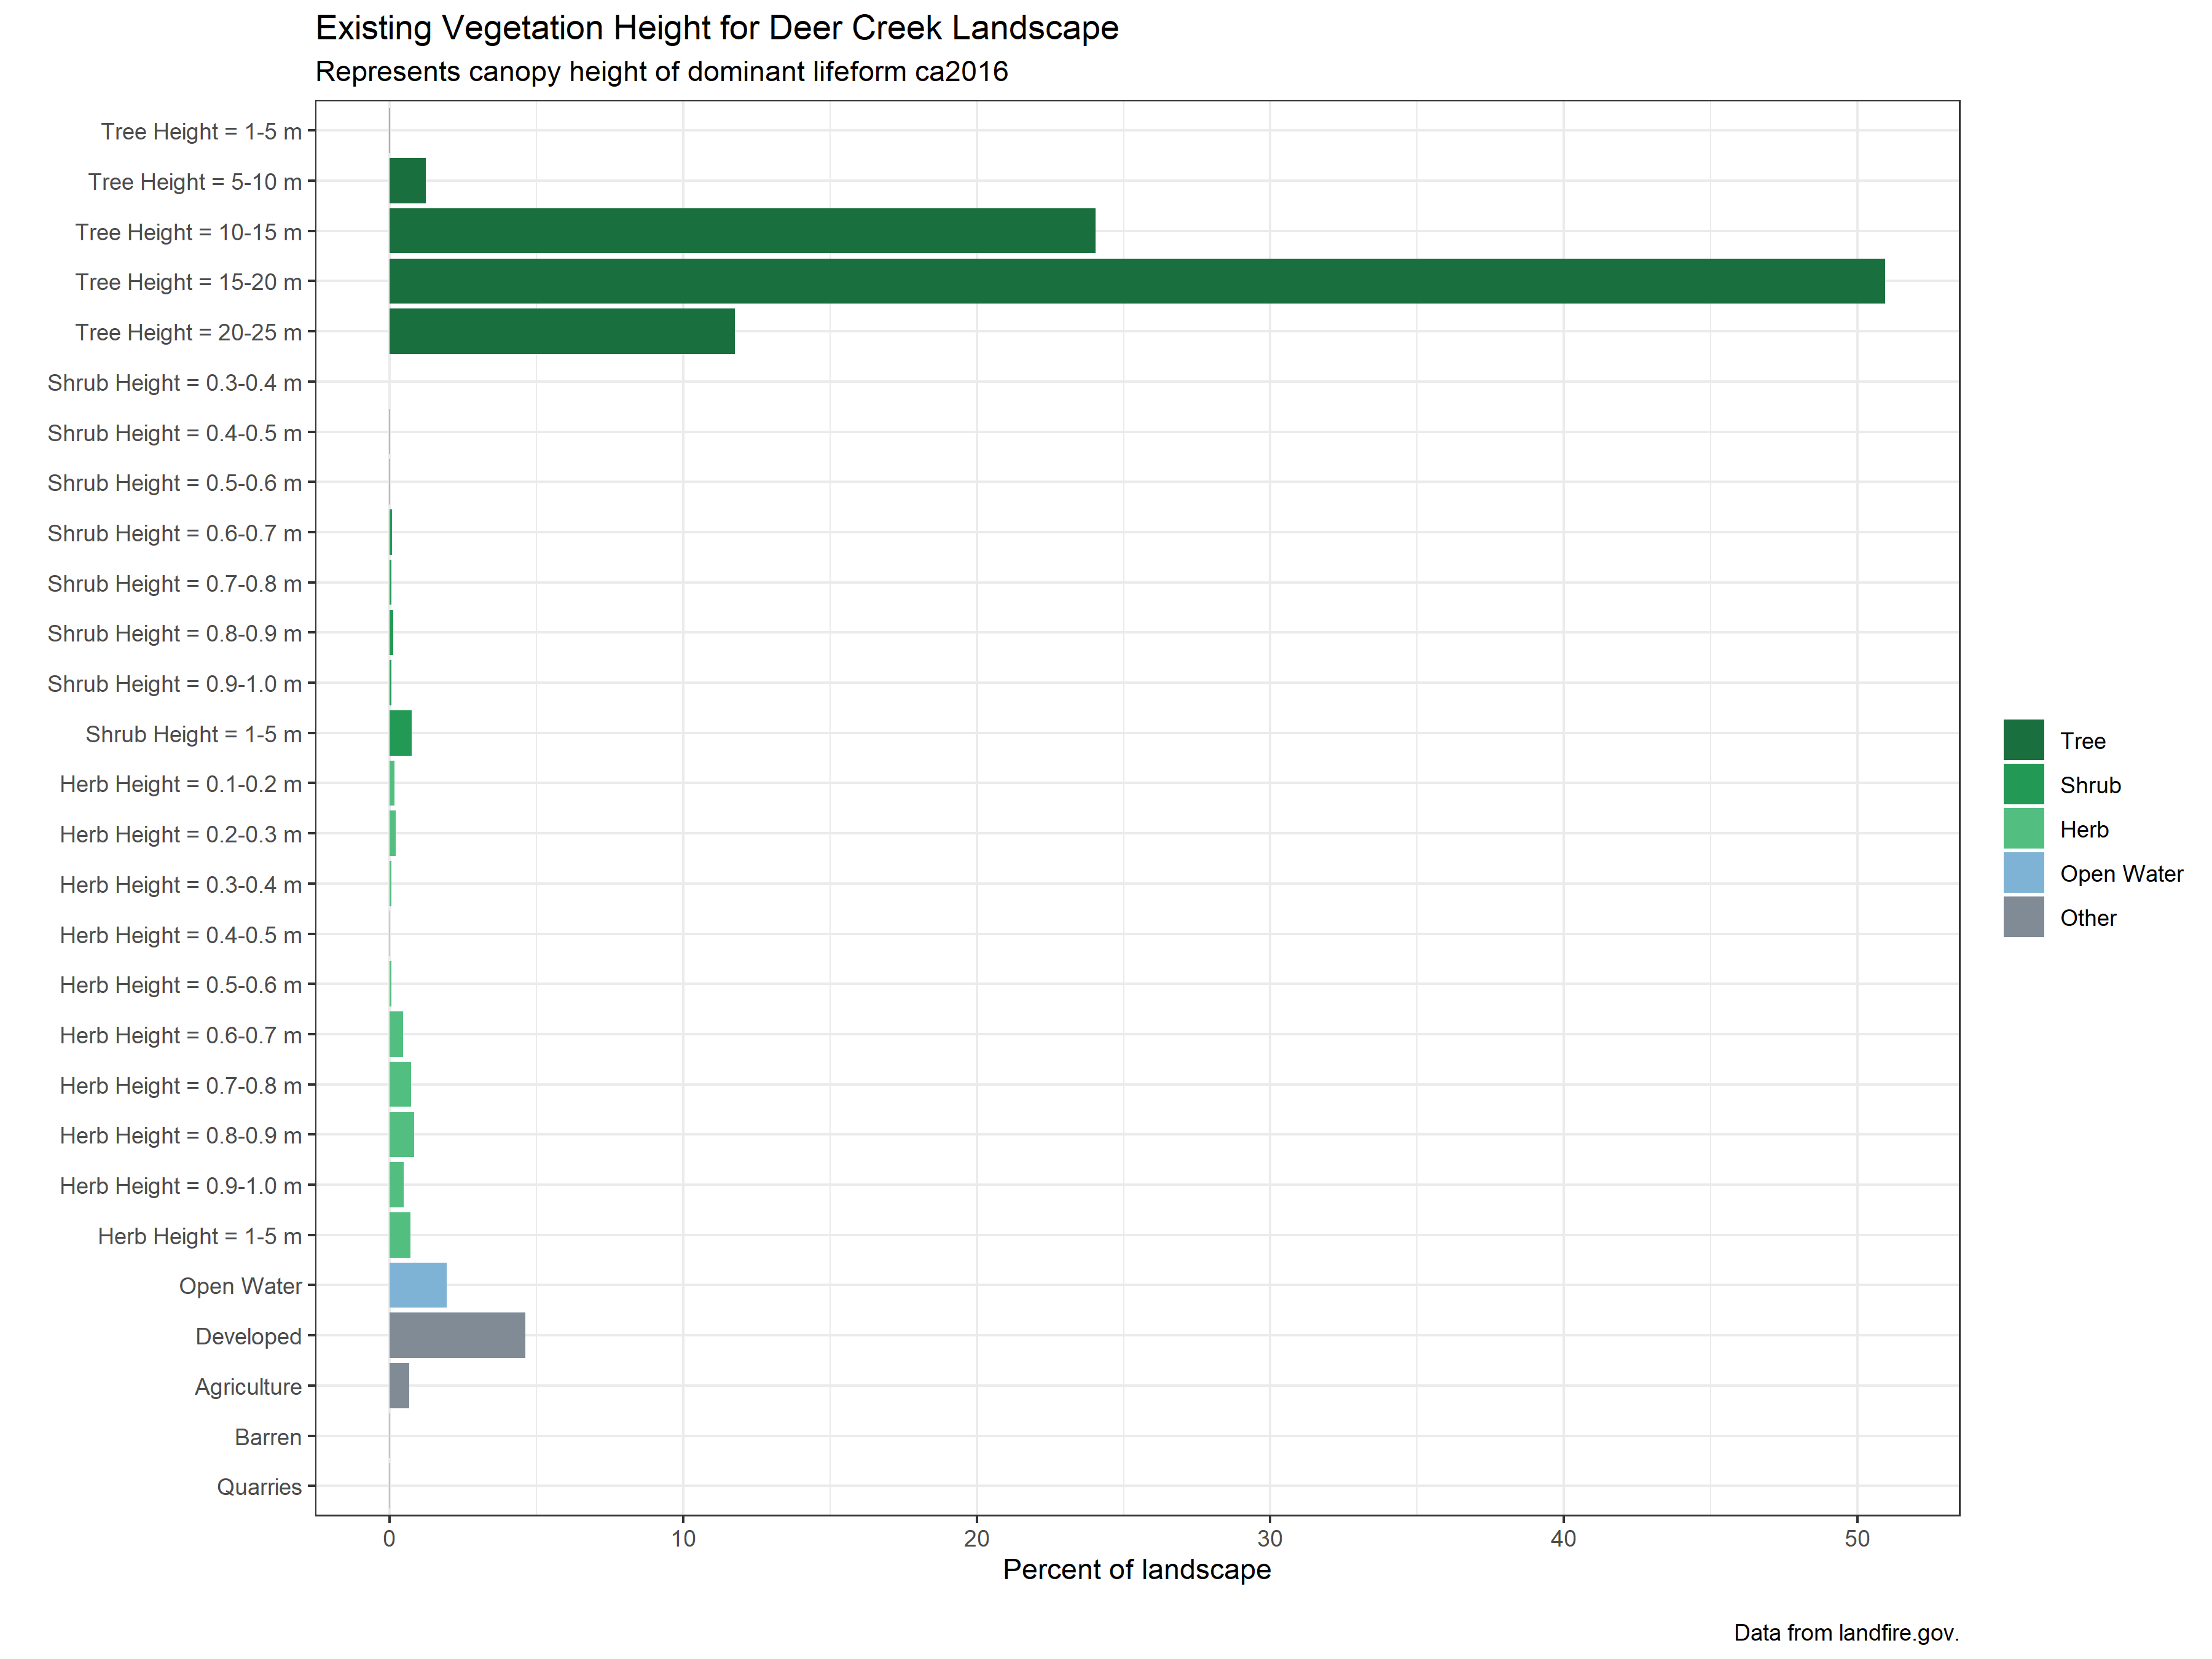 Existing Vegetation Height for Deer Creek Landscape
Represents canopy height of dominant lifeform ca2016
Tree Height = 1-5 m
Tree Height = 5-10 m
Tree Height = 10-15 m
Tree Height = 15-20 m
Tree Height = 20-25 m
Shrub Height = 0.3-0.4 m
Shrub Height = 0.4-0.5 m
Shrub Height = 0.5-0.6 m
Shrub Height = 0.6-0.7 m
Shrub Height = 0.7-0.8 m
Shrub Height = 0.8-0.9 m
Shrub Height = 0.9-1.0 m
Shrub Height = 1-5 m
Herb Height = 0.1-0.2 m
Herb Height = 0.2-0.3 m
Herb Height = 0.3-0.4 m
Herb Height = 0.4-0.5 m
Herb Height = 0.5-0.6 m
Herb Height = 0.6-0.7 m
Herb Height = 0.7-0.8 m
Herb Height = 0.8-0.9 m
Herb Height = 0.9-1.0 m
Herb Height = 1-5 m
Open Water
Developed
Agriculture
Barren
Quarries
0 10 20 30 40 50
Percent of landscape
Tree
Shrub
Herb
Open Water
Other
Data from landfire.gov.